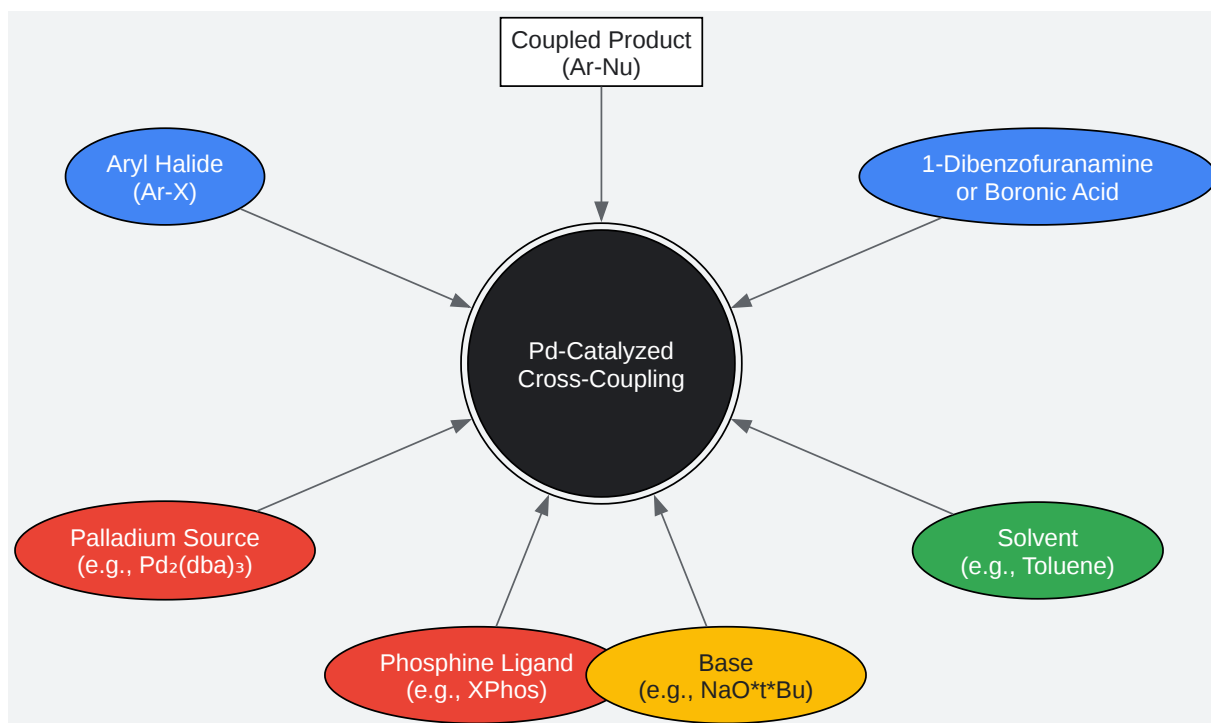 Coupled Product
(Ar-Nu)
Aryl Halide
(Ar-X)
1-Dibenzofuranamine
or Boronic Acid
Pd-Catalyzed
Cross-Coupling
Palladium Source
(e.g., Pd₂(dba)₃)
Solvent
(e.g., Toluene)
Phosphine Ligand
(e.g., XPhos)
Base
(e.g., NaO*t*Bu)